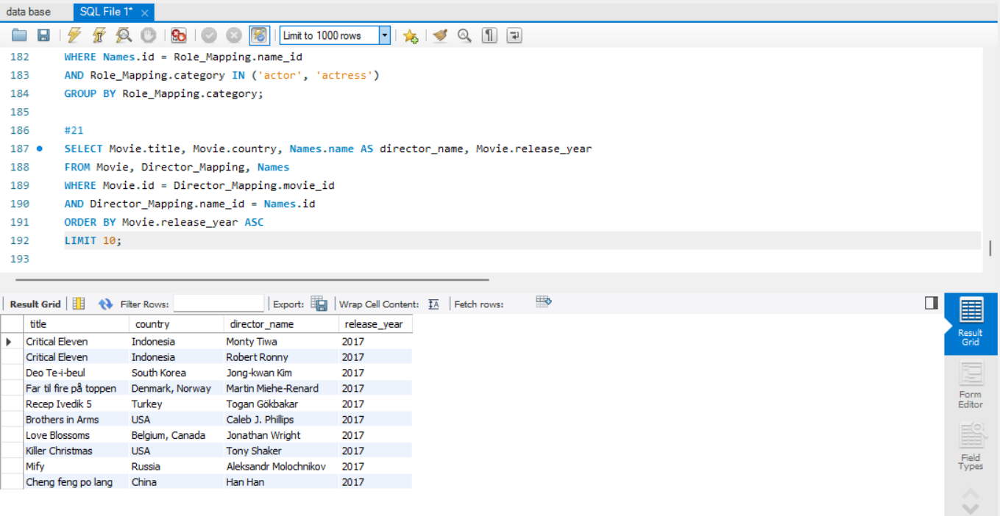 data base SQL File 1* ×
Limit to 1000 rows
182 WHERE Names.id = Role_Mapping.name_id
183 AND Role_Mapping.category IN ('actor', 'actress')
184 GROUP BY Role_Mapping.category;
185
186 #21
187 SELECT Movie.title, Movie.country, Names.name AS director_name, Movie.release_year
188 FROM Movie, Director_Mapping, Names
189 WHERE Movie.id = Director_Mapping.movie_id
190 AND Director_Mapping.name_id = Names.id
191 ORDER BY Movie.release_year ASC
192 LIMIT 10;
193
Result Grid Filter Rows: Export: Wrap Cell Content: Fetch rows:
title country director_name release_year
Critical Eleven Indonesia Monty Tiwa 2017
Critical Eleven Indonesia Robert Ronny 2017
Deo Te-i-beul South Korea Jong-kwan Kim 2017
Far til fire på toppen Denmark, Norway Martin Miehe-Renard 2017
Recep Ivedik 5 Turkey Togan Gökbakar 2017
Brothers in Arms USA Caleb J. Phillips 2017
Love Blossoms Belgium, Canada Jonathan Wright 2017
Killer Christmas USA Tony Shaker 2017
Mify Russia Aleksandr Molochnikov 2017
Cheng feng po lang China Han Han 2017
Result
Grid
Form
Editor
Field
Types